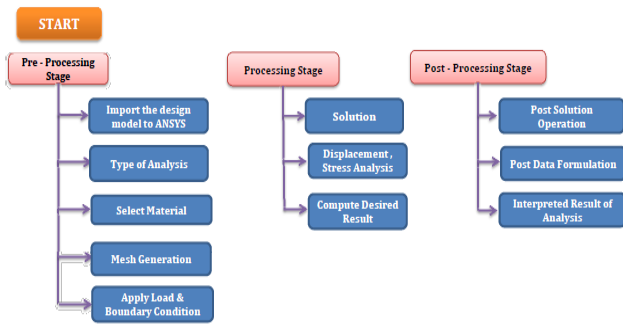 START
Pre - Processing
Stage
Import the design
model to ANSYS
Type of Analysis
Select Material
Mesh Generation
Apply Load &
Boundary Condition
Processing Stage
Solution
Displacement ,
Stress Analysis
Compute Desired
Result
Post - Processing Stage
Post Solution
Operation
Post Data Formulation
Interpreted Result of
Analysis